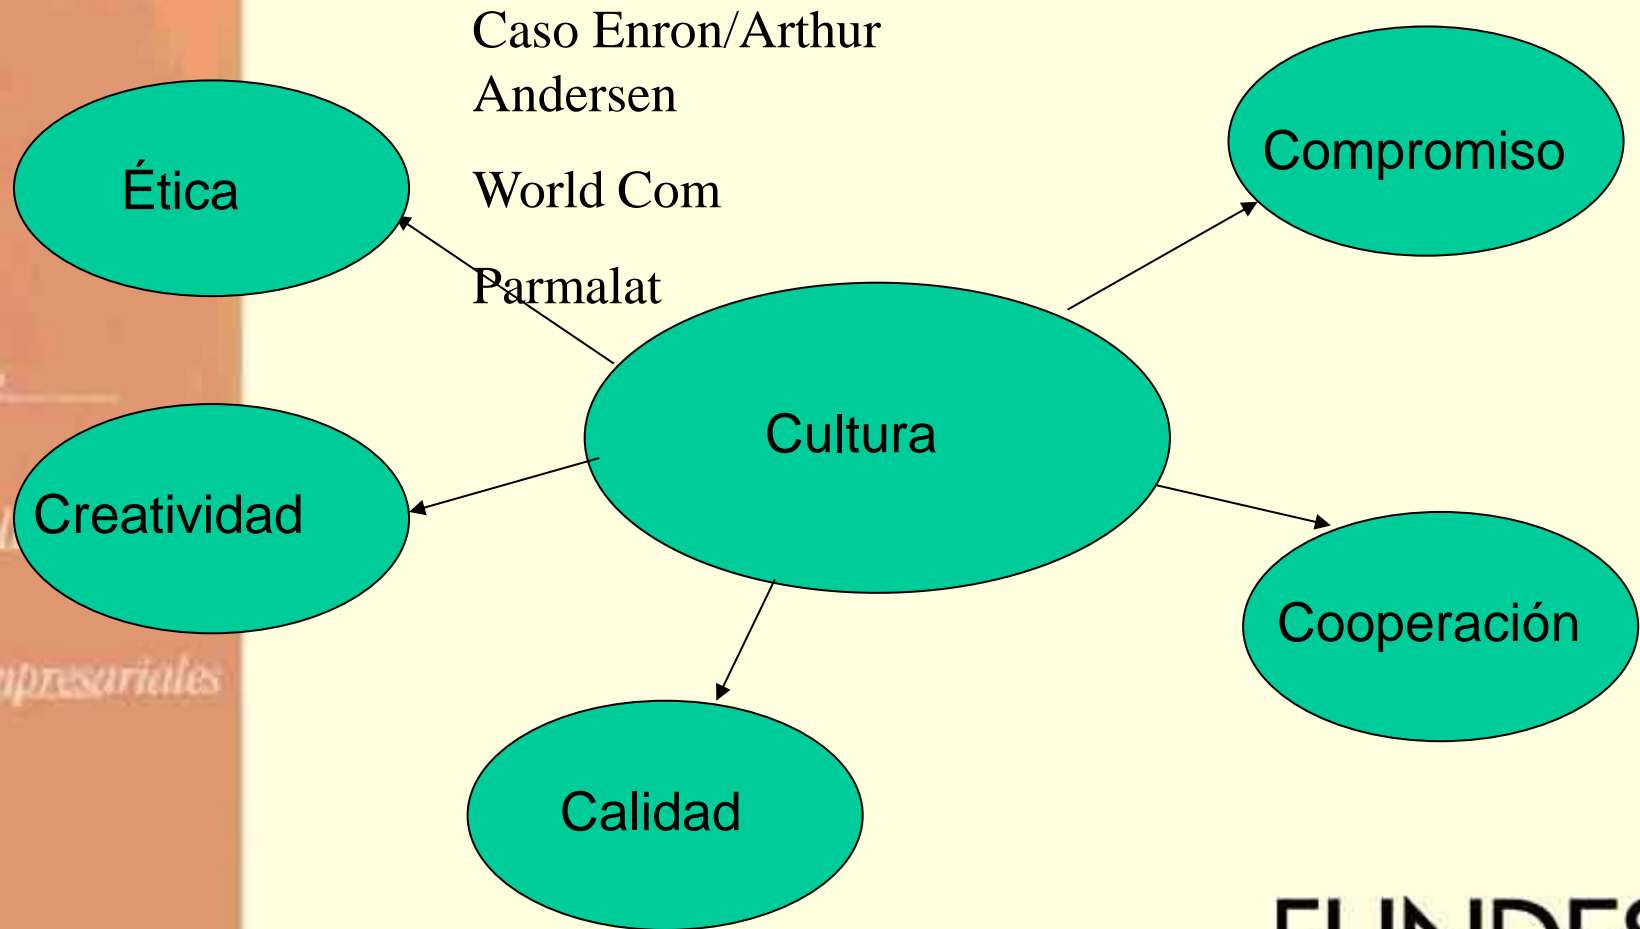 Caso Enron/Arthur
Andersen
World Com
Parmalat
Ética
Compromiso
Cultura
Creatividad
Cooperación
Calidad